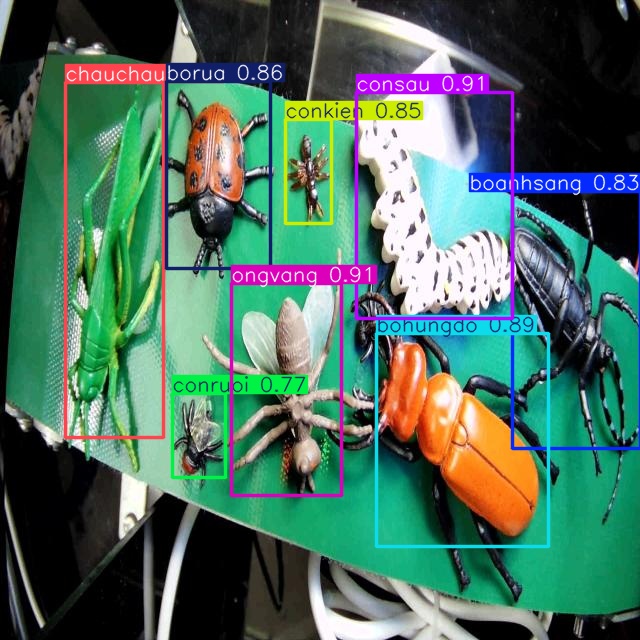 chauchau
borua 0.86
consau 0.91
conkien 0.85
boanhsang 0.83
ongvang 0.91
bohungdo 0.89
conruoi 0.77